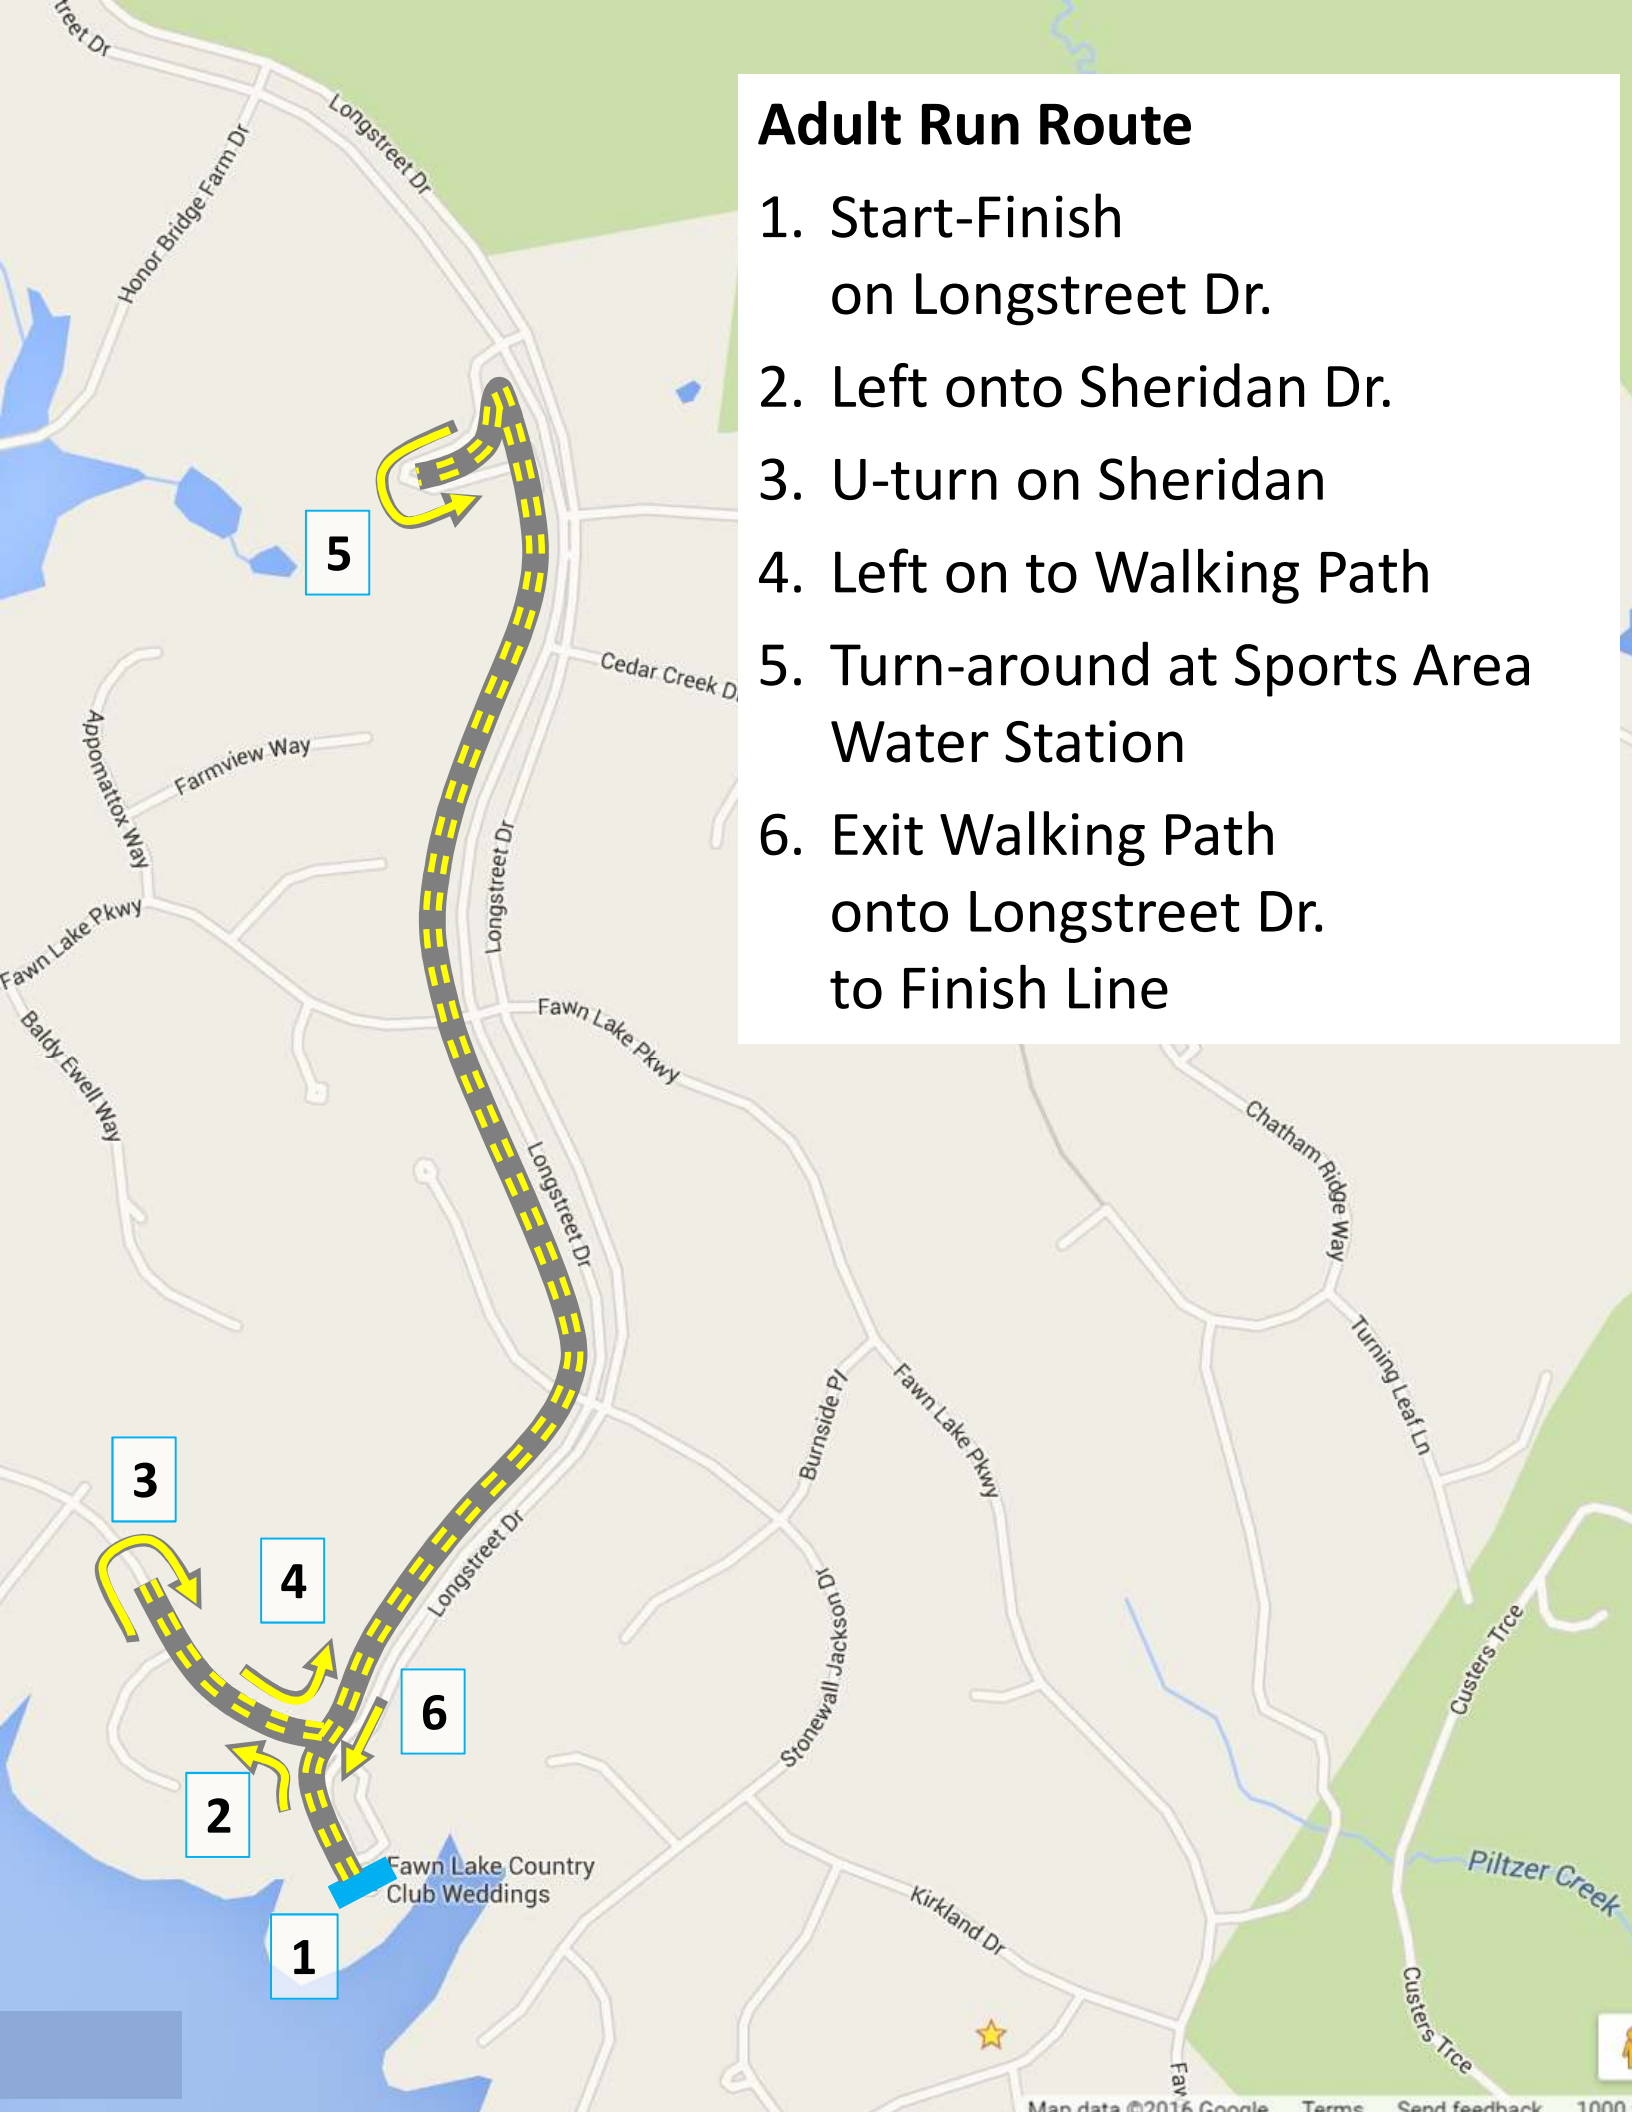 treet Dr
Longstreet Dr
Honor Bridge Farm Dr
Adult Run Route
1. Start-Finish
on Longstreet Dr.
2. Left onto Sheridan Dr.
3. U-turn on Sheridan
4. Left on to Walking Path
5. Turn-around at Sports Area
Water Station
6. Exit Walking Path
onto Longstreet Dr.
to Finish Line
5
Cedar Creek D
Appomattox Way
Farmview Way
Longstreet Dr
Fawn Lake Pkwy
Fawn Lake Pkwy
Baldy Ewell Way
Longstreet Dr
Chatham Ridge Way
Turning Leaf Ln
Burnside Pl
Fawn Lake Pkwy
3
4
Longstreet Dr
Stonewall Jackson Dr
Custers Trce
6
2
Fawn Lake Country
Club Weddings
Piltzer Creek
Kirkland Dr
1
Custers Trce
Faw
Map data ©2016 Google Terms Send feedback 1000